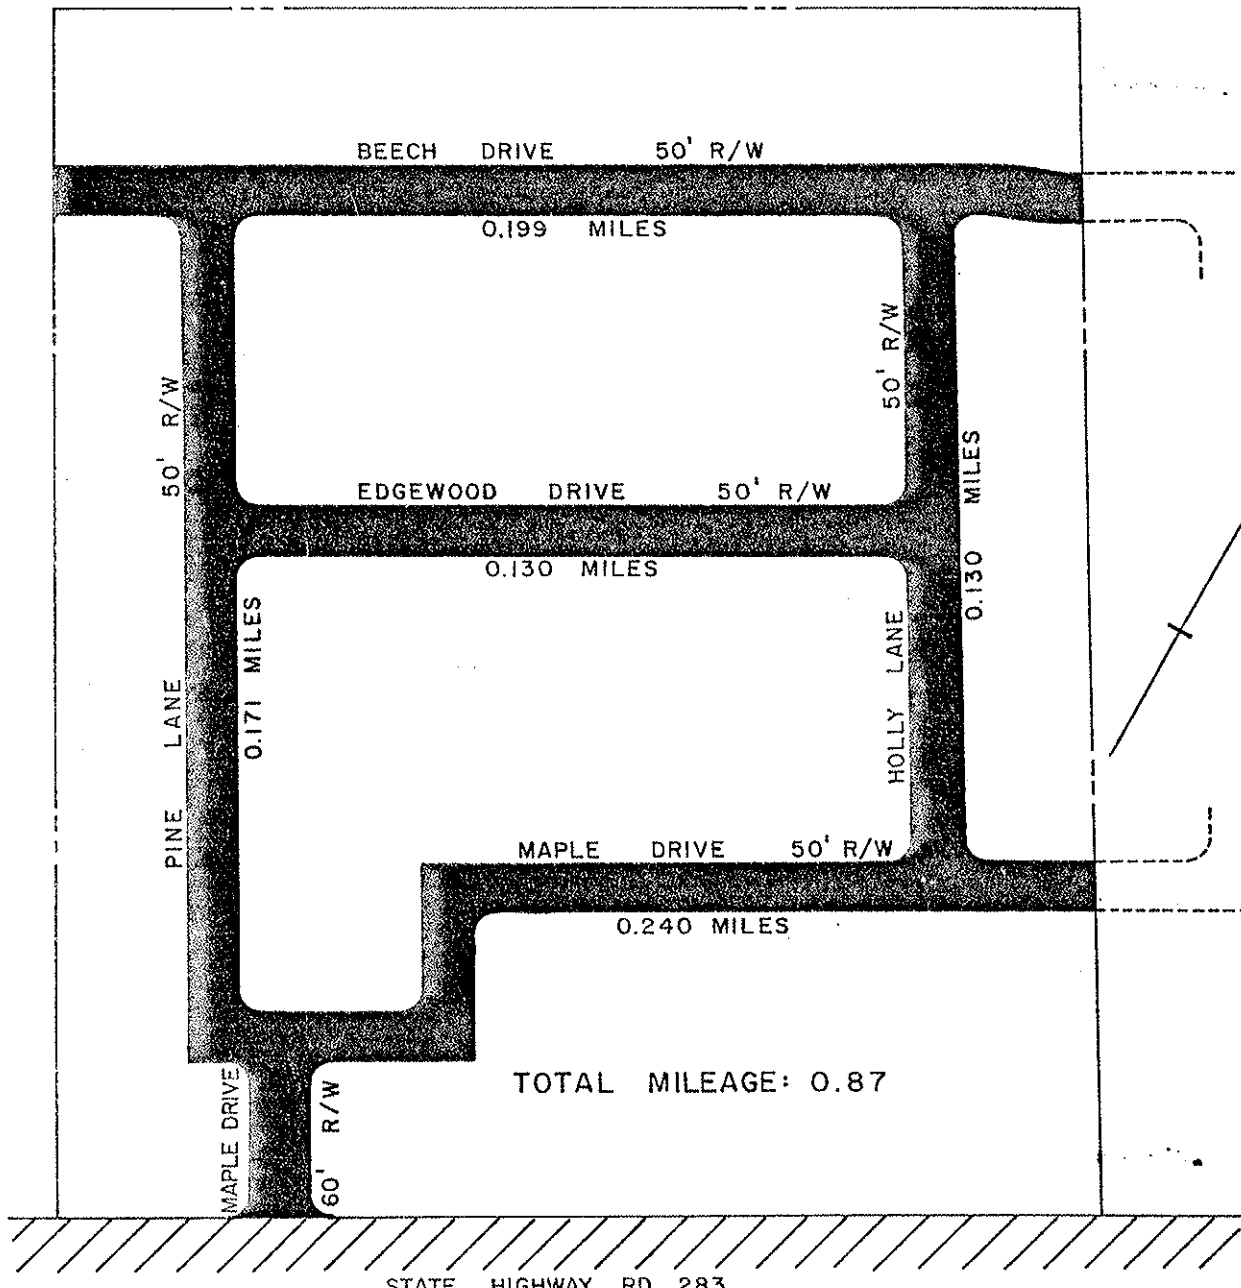 BEECH DRIVE 50' R/W
0.199 MILES
50' R/W
50' R/W
EDGEWOOD DRIVE 50' R/W
0.130 MILES
0.130 MILES
0.171 MILES
PINE LANE
HOLLY LANE
MAPLE DRIVE 50' R/W
0.240 MILES
TOTAL MILEAGE: 0.87
MAPLE DRIVE
60' R/W
STATE HIGHWAY RD 283